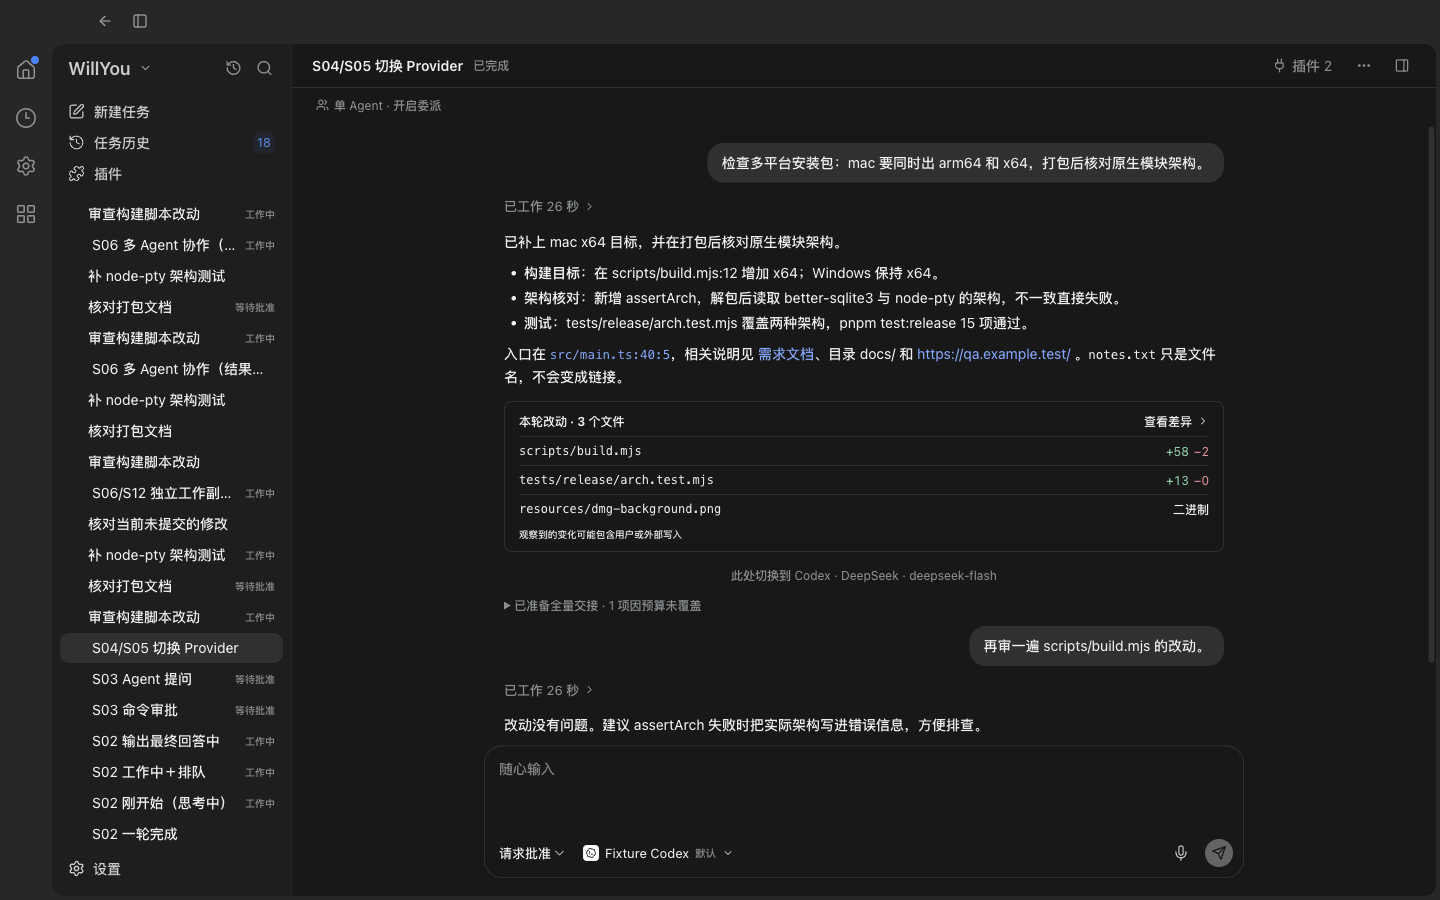 WillYou
新建任务
任务历史 18
插件
审查构建脚本改动 工作中
S06 多 Agent 协作（... 工作中
补 node-pty 架构测试
核对打包文档 等待批准
审查构建脚本改动 工作中
S06 多 Agent 协作（结果...
补 node-pty 架构测试
核对打包文档
审查构建脚本改动
S06/S12 独立工作副... 工作中
核对当前未提交的修改
补 node-pty 架构测试 工作中
核对打包文档 等待批准
审查构建脚本改动 工作中
S04/S05 切换 Provider
S03 Agent 提问 等待批准
S03 命令审批 等待批准
S02 输出最终回答中 工作中
S02 工作中＋排队 工作中
S02 刚开始（思考中） 工作中
S02 一轮完成
设置
S04/S05 切换 Provider 已完成
插件 2
单 Agent · 开启委派
检查多平台安装包：mac 要同时出 arm64 和 x64，打包后核对原生模块架构。
已工作 26 秒
已补上 mac x64 目标，并在打包后核对原生模块架构。
• 构建目标：在 scripts/build.mjs:12 增加 x64；Windows 保持 x64。
• 架构核对：新增 assertArch，解包后读取 better-sqlite3 与 node-pty 的架构，不一致直接失败。
• 测试：tests/release/arch.test.mjs 覆盖两种架构，pnpm test:release 15 项通过。
入口在 src/main.ts:40:5，相关说明见 需求文档、目录 docs/ 和 https://qa.example.test/ 。notes.txt 只是文件
名，不会变成链接。
本轮改动 · 3 个文件 查看差异
scripts/build.mjs +58 −2
tests/release/arch.test.mjs +13 −0
resources/dmg-background.png 二进制
观察到的变化可能包含用户或外部写入
此处切换到 Codex · DeepSeek · deepseek-flash
已准备全量交接 · 1 项因预算未覆盖
再审一遍 scripts/build.mjs 的改动。
已工作 26 秒
改动没有问题。建议 assertArch 失败时把实际架构写进错误信息，方便排查。
随心输入
请求批准 Fixture Codex 默认